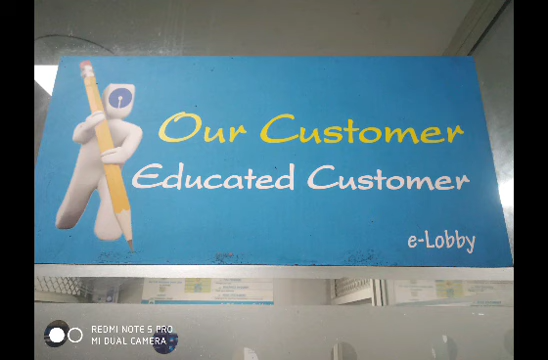 Our Customer
Educated Customer
e-Lobby
REDMI NOTE 5 PRO
MI DUAL CAMERA